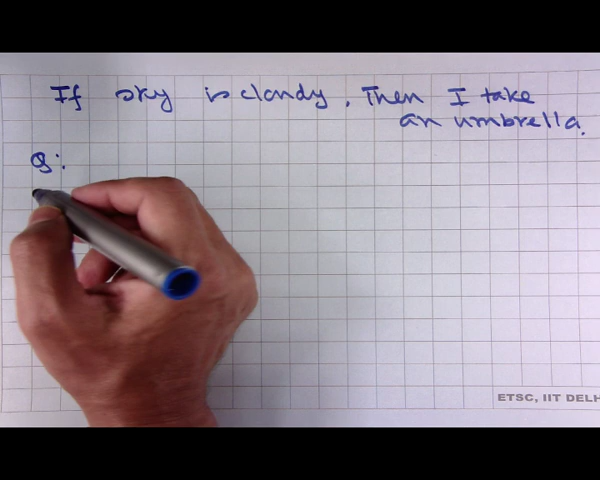 If sky is cloudy, Then I take
an umbrella.
Q:
ETSC, IIT DELH